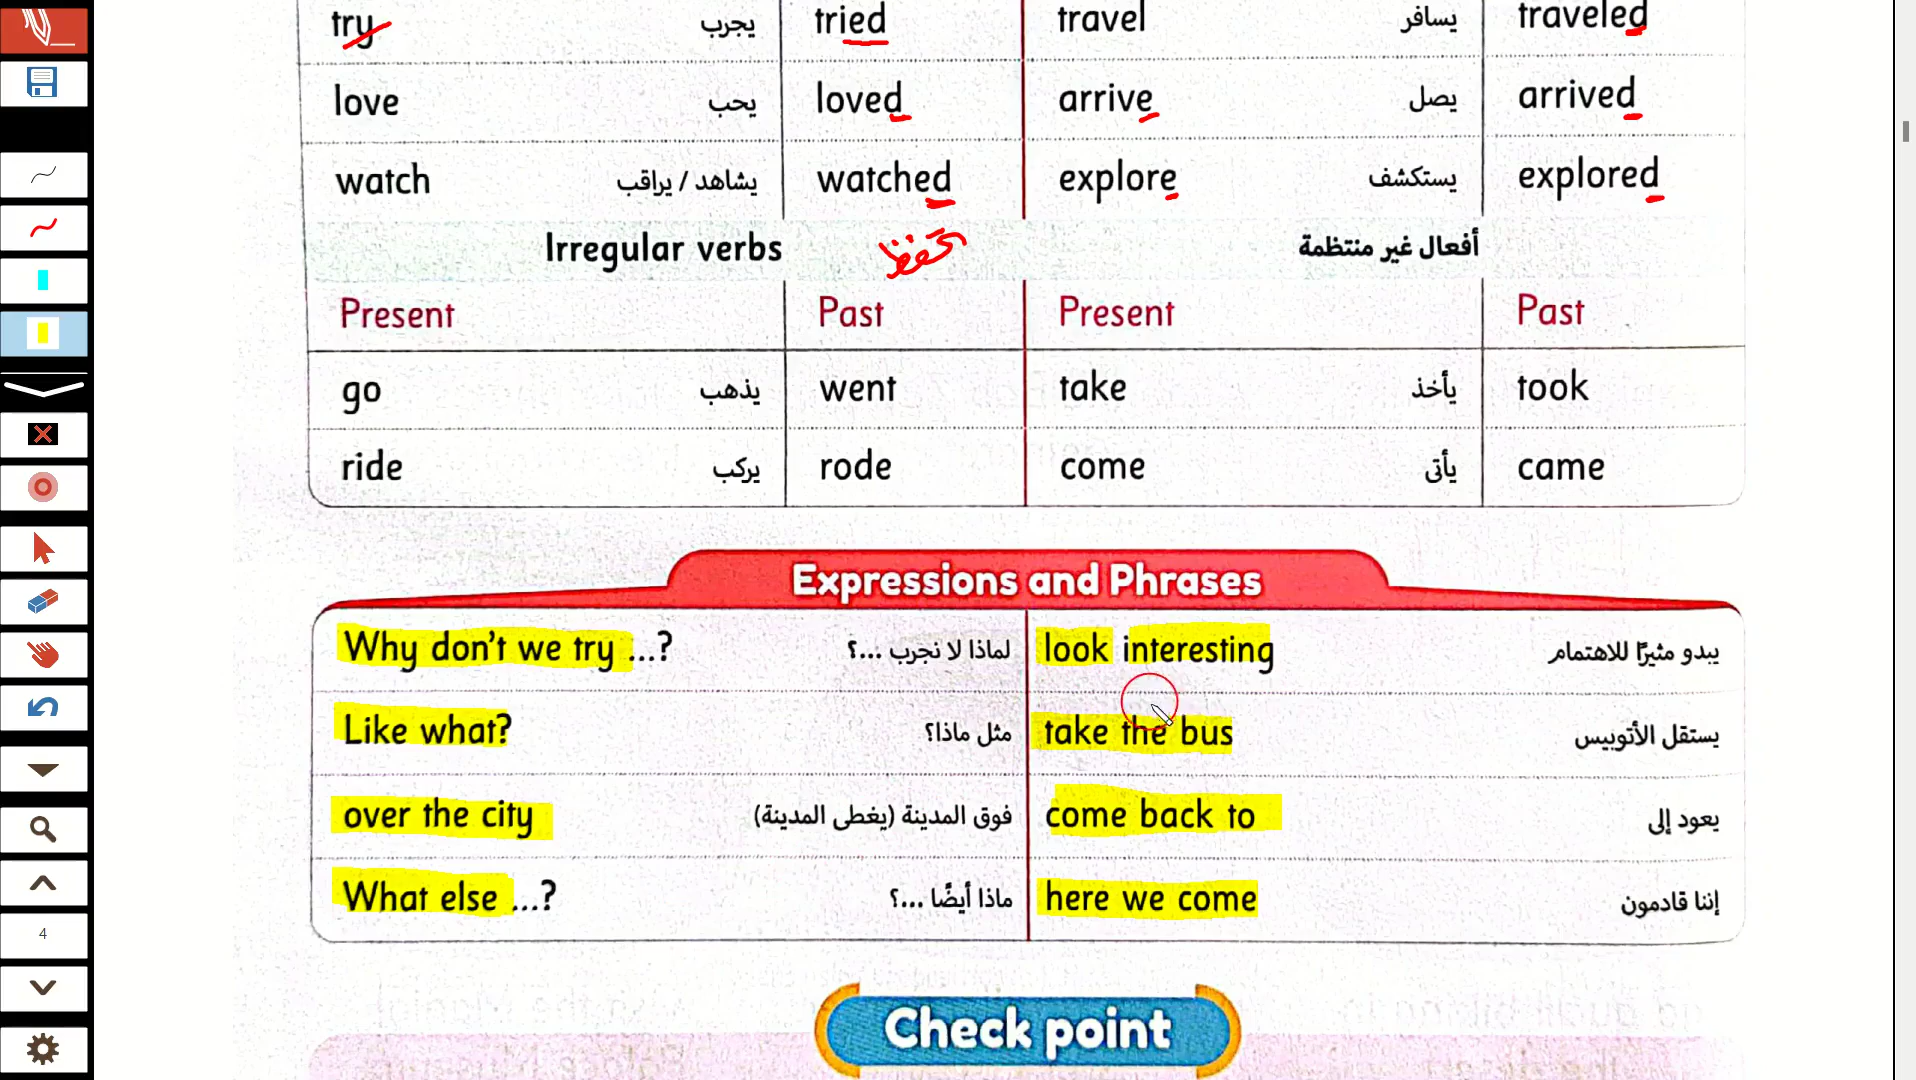 try يجرب tried travel يسافر traveled
love يحب loved arrive يصل arrived
watch يشاهد / يراقب watched explore يستكشف explored
Irregular verbs تحفظ أفعال غير منتظمة
Present Past Present Past
go يذهب went take يأخذ took
ride يركب rode come يأتى came
Expressions and Phrases
Why don't we try ...? لماذا لا نجرب ...؟ look interesting يبدو مثيرًا للاهتمام
Like what? مثل ماذا؟ take the bus يستقل الأتوبيس
over the city فوق المدينة (يغطى المدينة) come back to يعود إلى
What else ...? ماذا أيضًا ...؟ here we come إننا قادمون
4
Check point